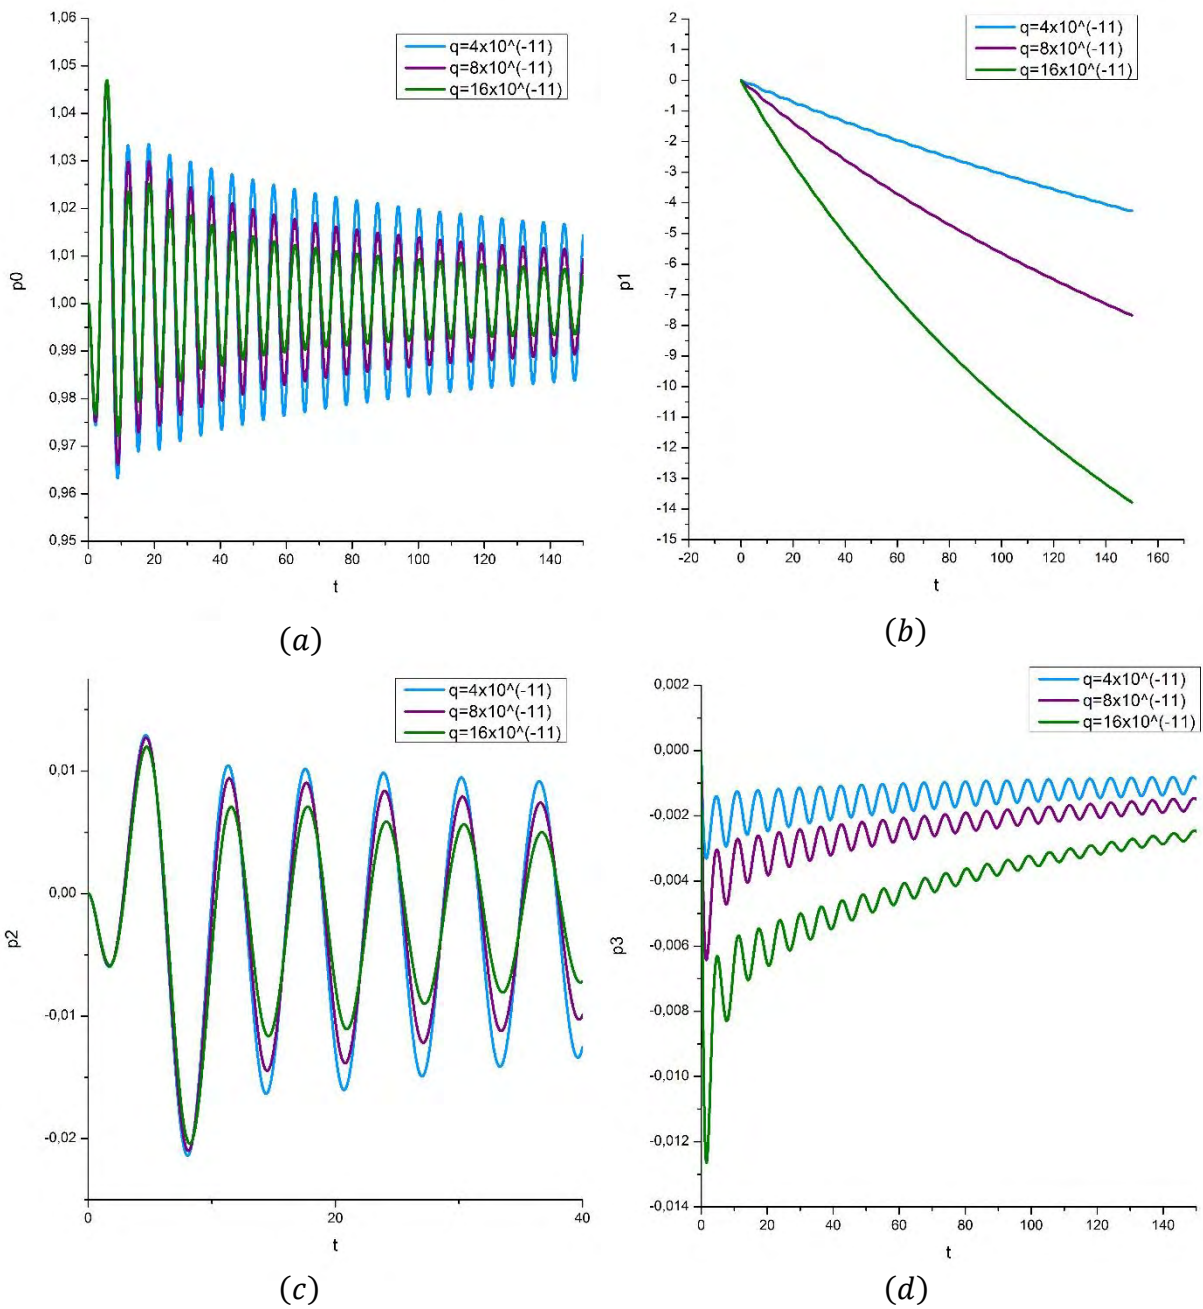 1,06
1,05
1,04
1,03
1,02
1,01
1,00
0,99
0,98
0,97
0,96
0,95
p0
q=4x10^(-11)
q=8x10^(-11)
q=16x10^(-11)
0 20 40 60 80 100 120 140
t
(a)
2
1
0
-1
-2
-3
-4
-5
-6
-7
-8
-9
-10
-11
-12
-13
-14
-15
p1
q=4x10^(-11)
q=8x10^(-11)
q=16x10^(-11)
-20 0 20 40 60 80 100 120 140 160
t
(b)
0,01
0,00
-0,01
-0,02
p2
q=4x10^(-11)
q=8x10^(-11)
q=16x10^(-11)
0 20 40
t
(c)
0,002
0,000
-0,002
-0,004
-0,006
-0,008
-0,010
-0,012
-0,014
p3
q=4x10^(-11)
q=8x10^(-11)
q=16x10^(-11)
0 20 40 60 80 100 120 140
t
(d)